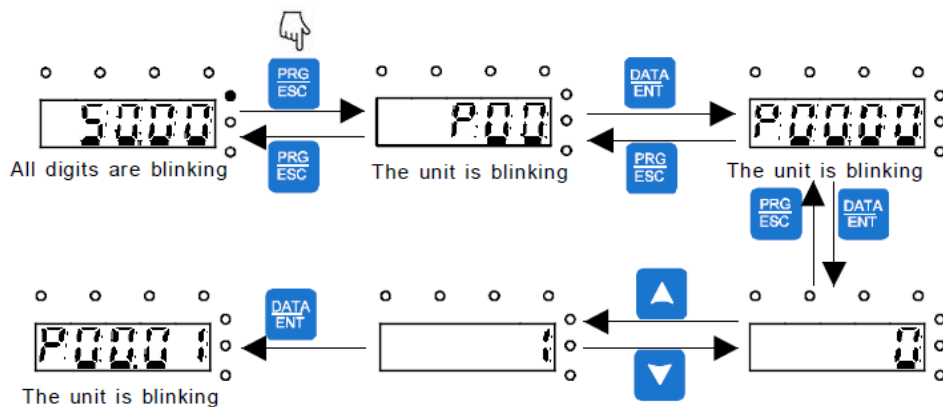 PRG
ESC
50.00
P00
DATA
ENT
P00.00
PRG
ESC
PRG
ESC
All digits are blinking
The unit is blinking
The unit is blinking
PRG
ESC
DATA
ENT
P00.01
DATA
ENT
1
0
The unit is blinking